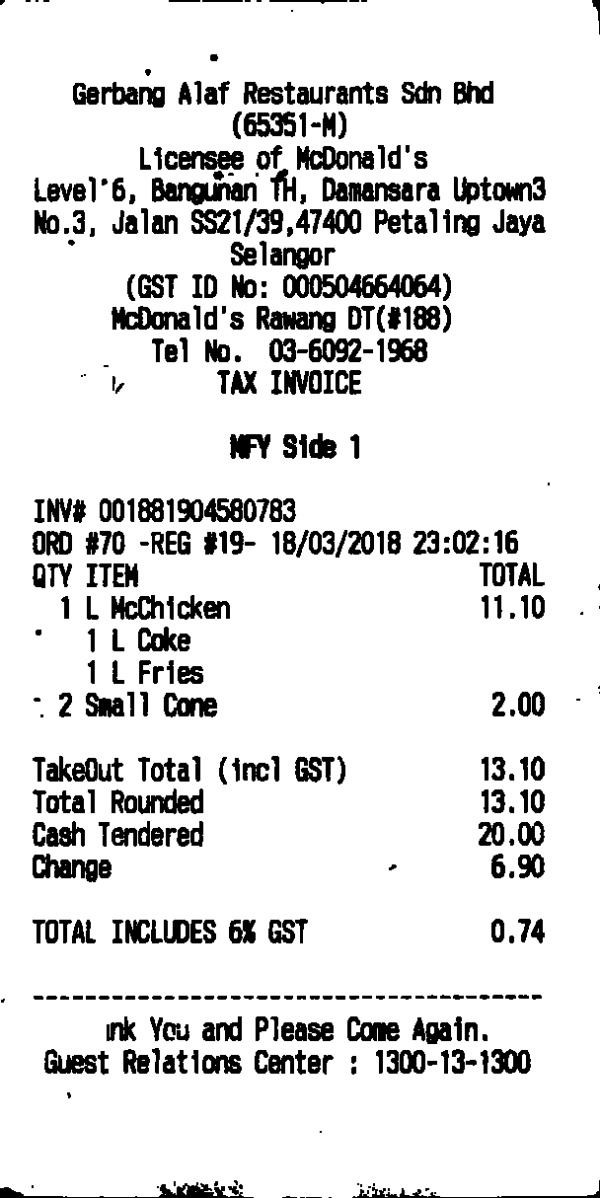 Gerbang Alaf Restaurants Sdn Bhd
(65351-M)
Licensee of McDonald's
Level 6, Bangunan TH, Damansara Uptown3
No.3, Jalan SS21/39,47400 Petaling Jaya
Selangor
(GST ID No: 000504664064)
McDonald's Rawang DT(#188)
Tel No. 03-6092-1968
TAX INVOICE
MFY Side 1
INV# 001881904580783
ORD #70 -REG #19- 18/03/2018 23:02:16
QTY ITEM TOTAL
1 L McChicken 11.10
1 L Coke
1 L Fries
2 Small Cone 2.00
TakeOut Total (incl GST) 13.10
Total Rounded 13.10
Cash Tendered 20.00
Change 6.90
TOTAL INCLUDES 6% GST 0.74
---------------------------------------
You and Please Come Again.
Guest Relations Center : 1300-13-1300